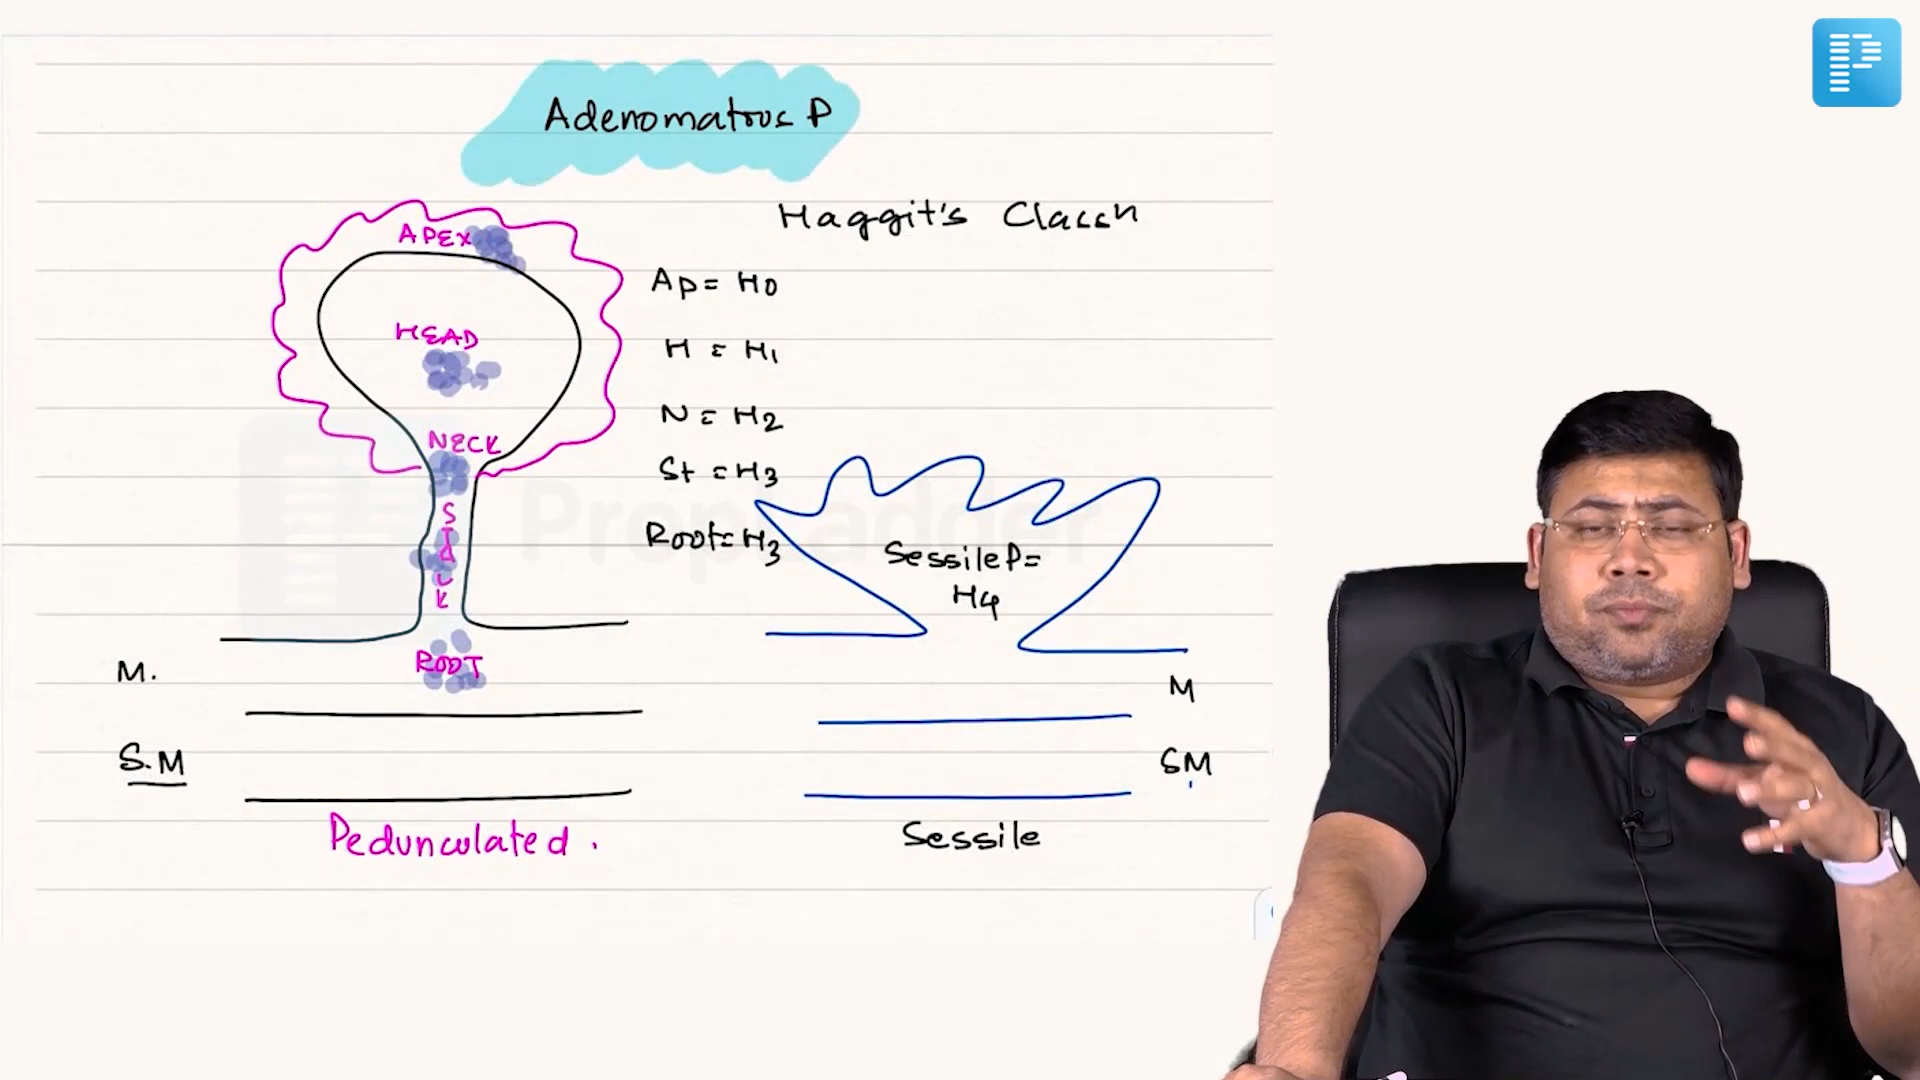 Adenomatous P
Haggit's Classn
APEX
Ap = H0
HEAD
H = H1
NECK
N = H2
St = H3
STALK
Root = H3
Sessile P =
H4
ROOT
M.
M
S.M
SM
Pedunculated.
Sessile
PrepLadder